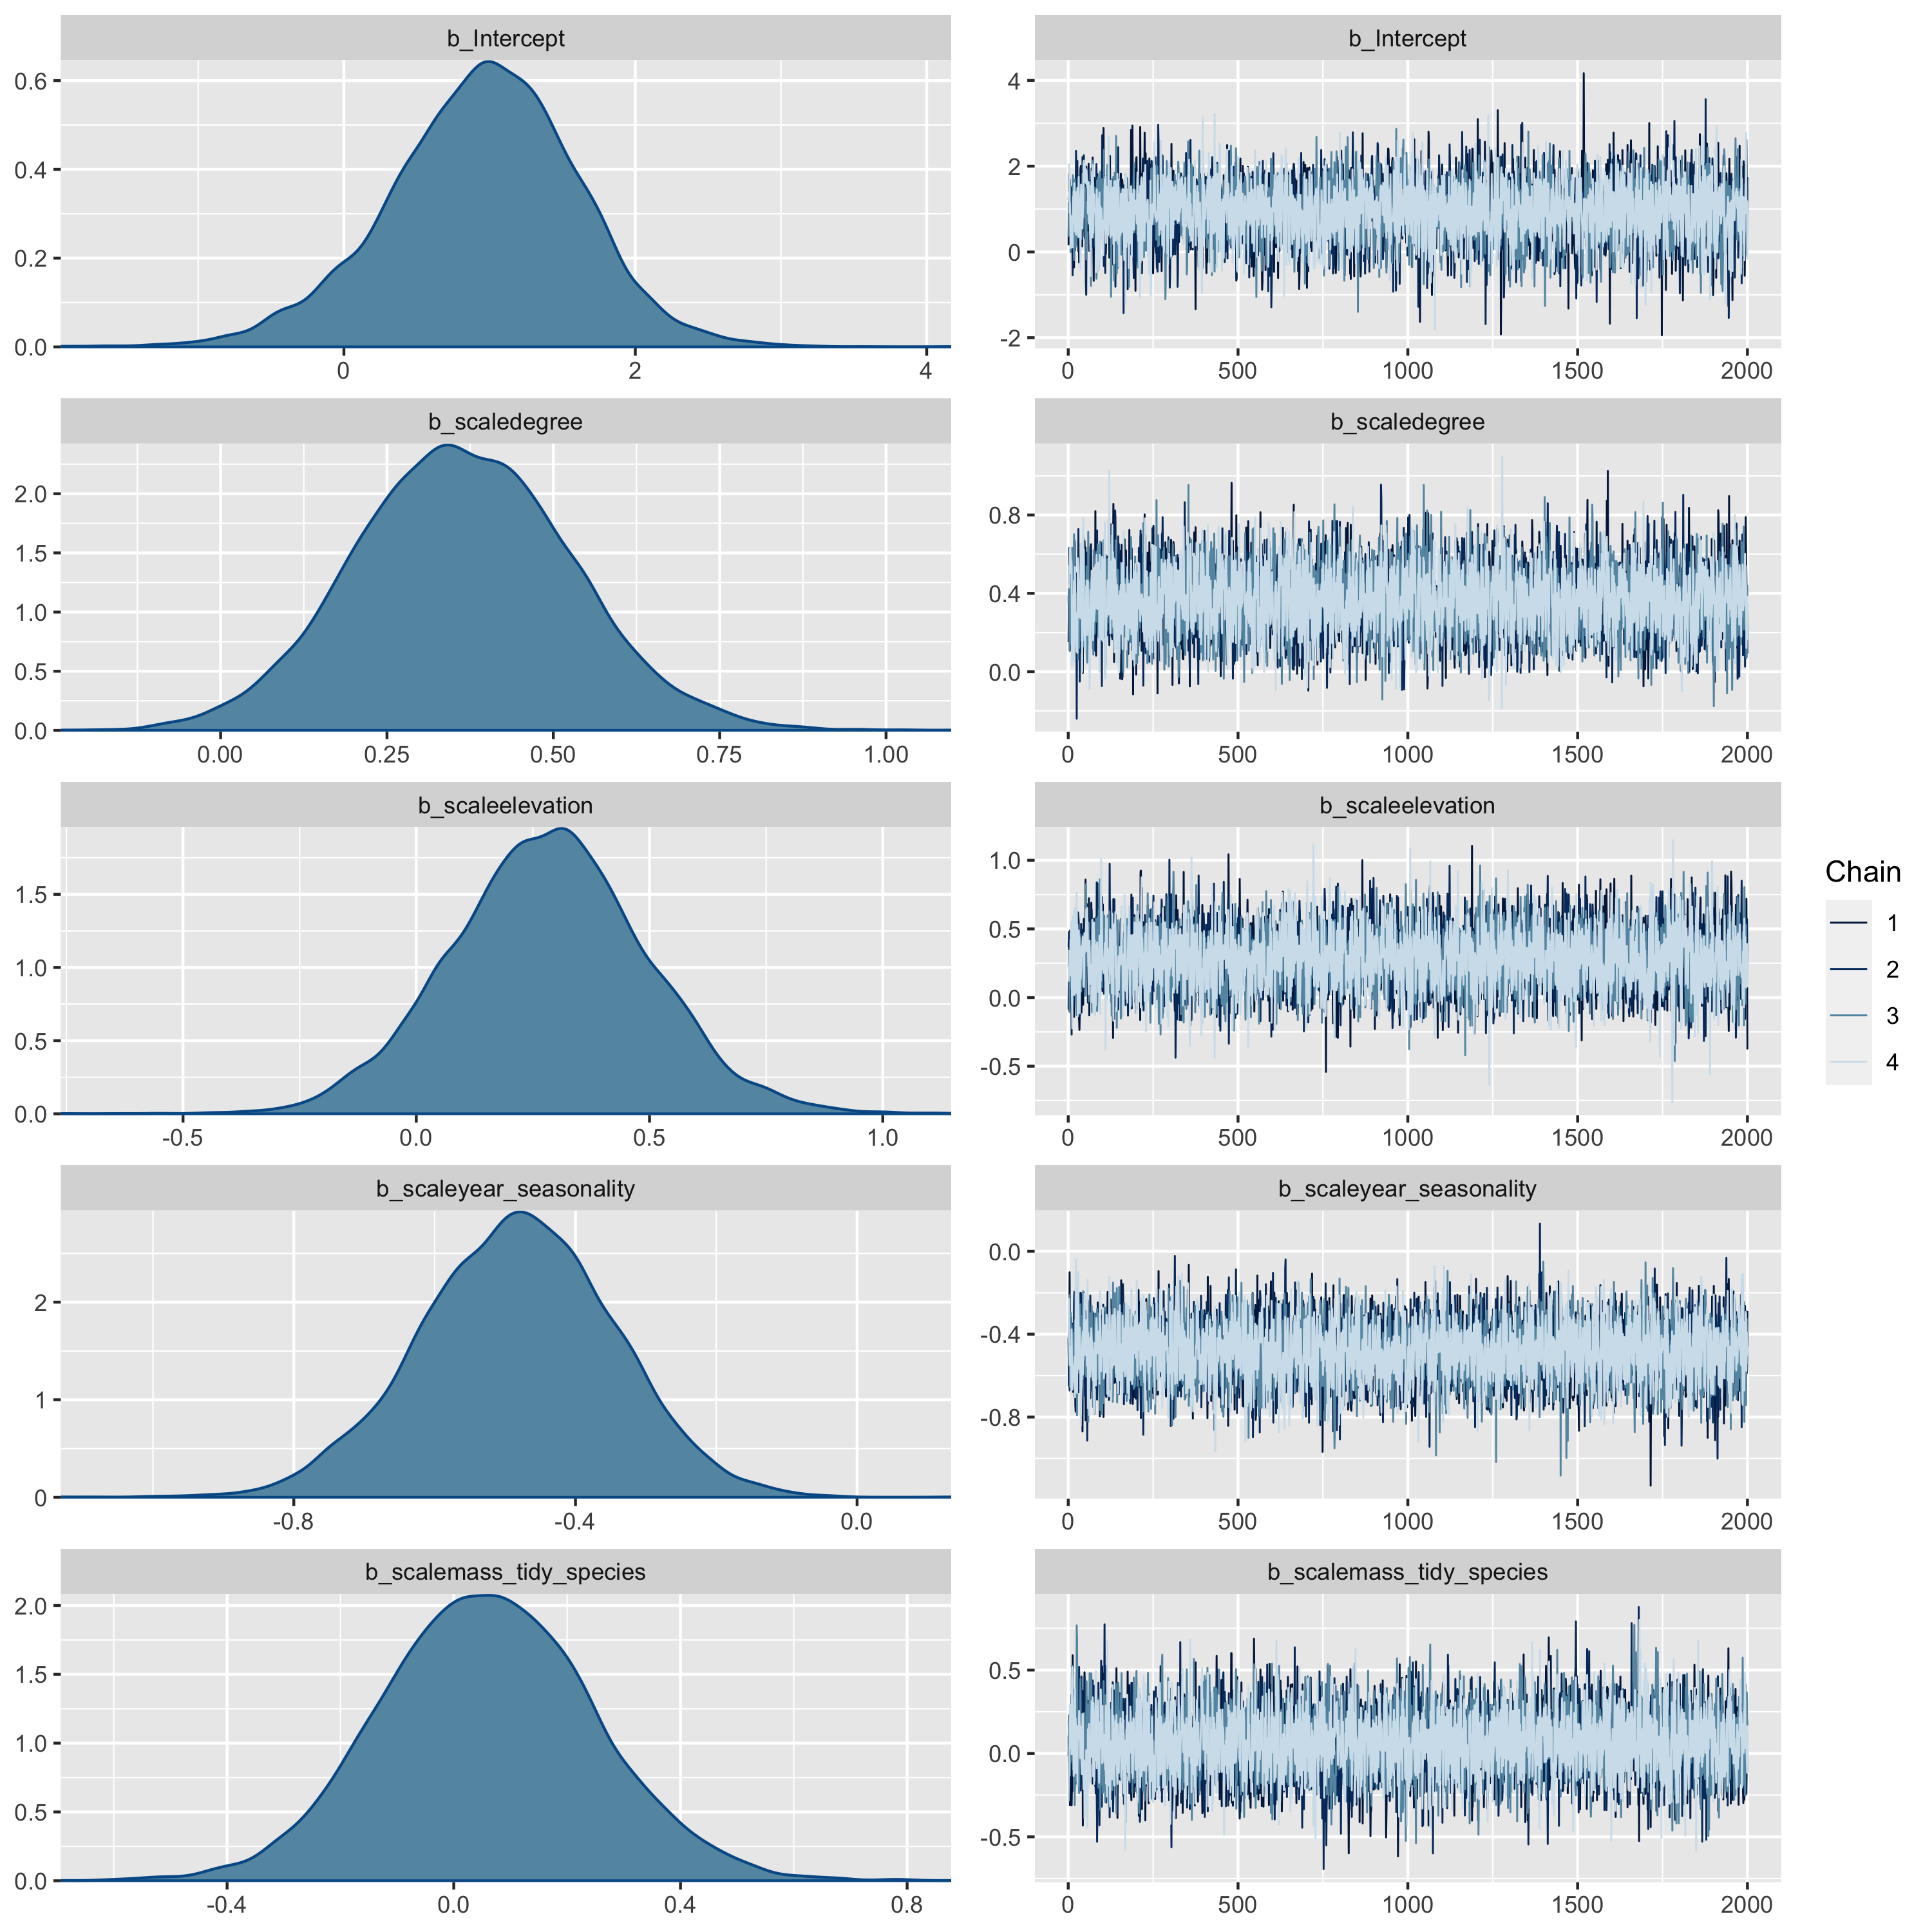 b_Intercept
0.6
0.4
0.2
0.0
0 2 4
b_Intercept
4
2
0
-2
0 500 1000 1500 2000
b_scaledegree
2.0
1.5
1.0
0.5
0.0
0.00 0.25 0.50 0.75 1.00
b_scaledegree
0.8
0.4
0.0
0 500 1000 1500 2000
b_scaleelevation
1.5
1.0
0.5
0.0
-0.5 0.0 0.5 1.0
b_scaleelevation
1.0
0.5
0.0
-0.5
0 500 1000 1500 2000
b_scaleyear_seasonality
2
1
0
-0.8 -0.4 0.0
b_scaleyear_seasonality
0.0
-0.4
-0.8
0 500 1000 1500 2000
b_scalemass_tidy_species
2.0
1.5
1.0
0.5
0.0
-0.4 0.0 0.4 0.8
b_scalemass_tidy_species
0.5
0.0
-0.5
0 500 1000 1500 2000
Chain
1
2
3
4